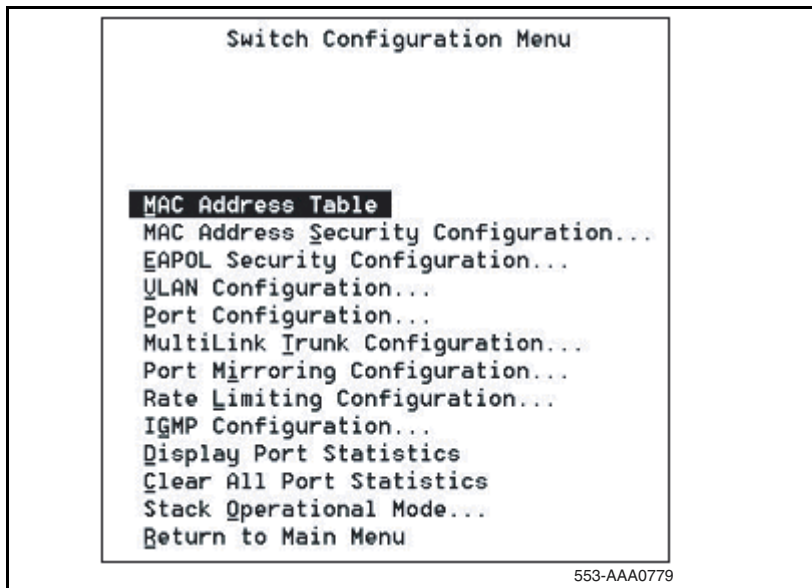 Switch Configuration Menu
MAC Address Table
MAC Address Security Configuration...
EAPOL Security Configuration...
VLAN Configuration...
Port Configuration...
MultiLink Trunk Configuration...
Port Mirroring Configuration...
Rate Limiting Configuration...
IGMP Configuration...
Display Port Statistics
Clear All Port Statistics
Stack Operational Mode...
Return to Main Menu
553-AAA0779